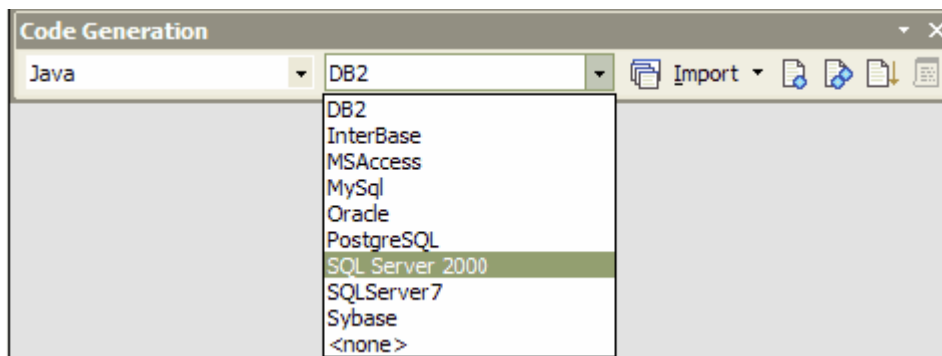 Code Generation
Java DB2 Import
DB2
InterBase
MSAccess
MySql
Oracle
PostgreSQL
SQL Server 2000
SQLServer7
Sybase
<none>